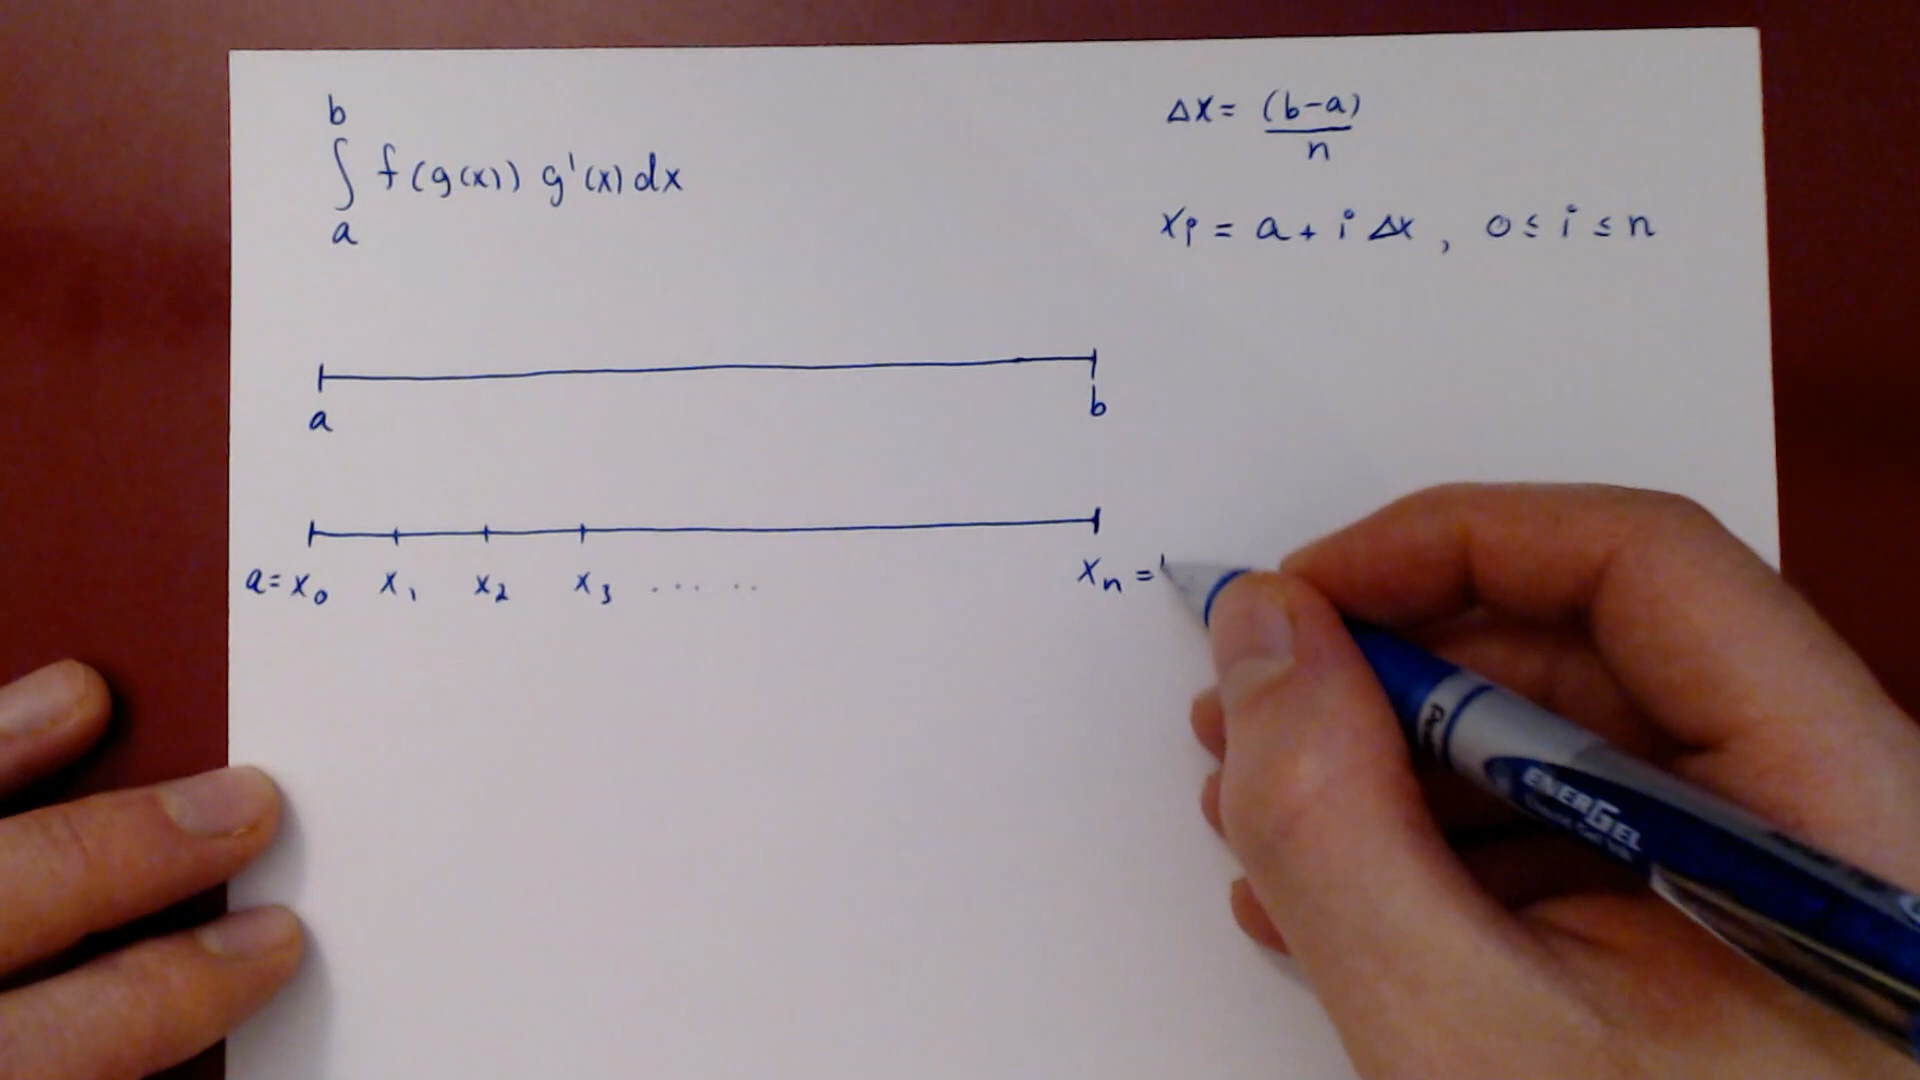 b
∫ f(g(x)) g'(x) dx
a
Δx = (b-a)
n
xᵢ = a + i Δx , 0 ≤ i ≤ n
a b
a = x₀ x₁ x₂ x₃ ..... xₙ =
ENERGEL